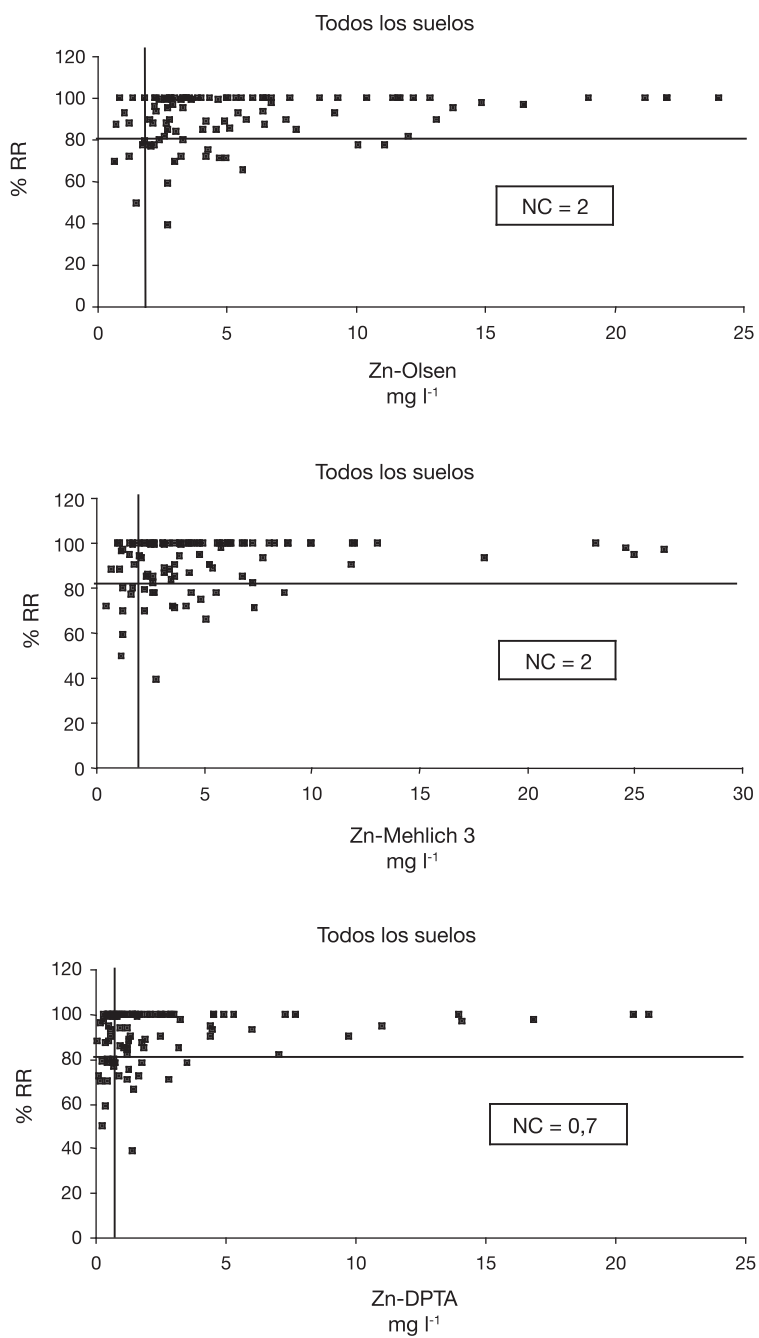 Todos los suelos
120
100
80
60
40
20
0
% RR
NC = 2
0 5 10 15 20 25
Zn-Olsen
mg l-1
Todos los suelos
120
100
80
60
40
20
0
% RR
NC = 2
0 5 10 15 20 25 30
Zn-Mehlich 3
mg l-1
Todos los suelos
120
100
80
60
40
20
0
% RR
NC = 0,7
0 5 10 15 20 25
Zn-DPTA
mg l-1